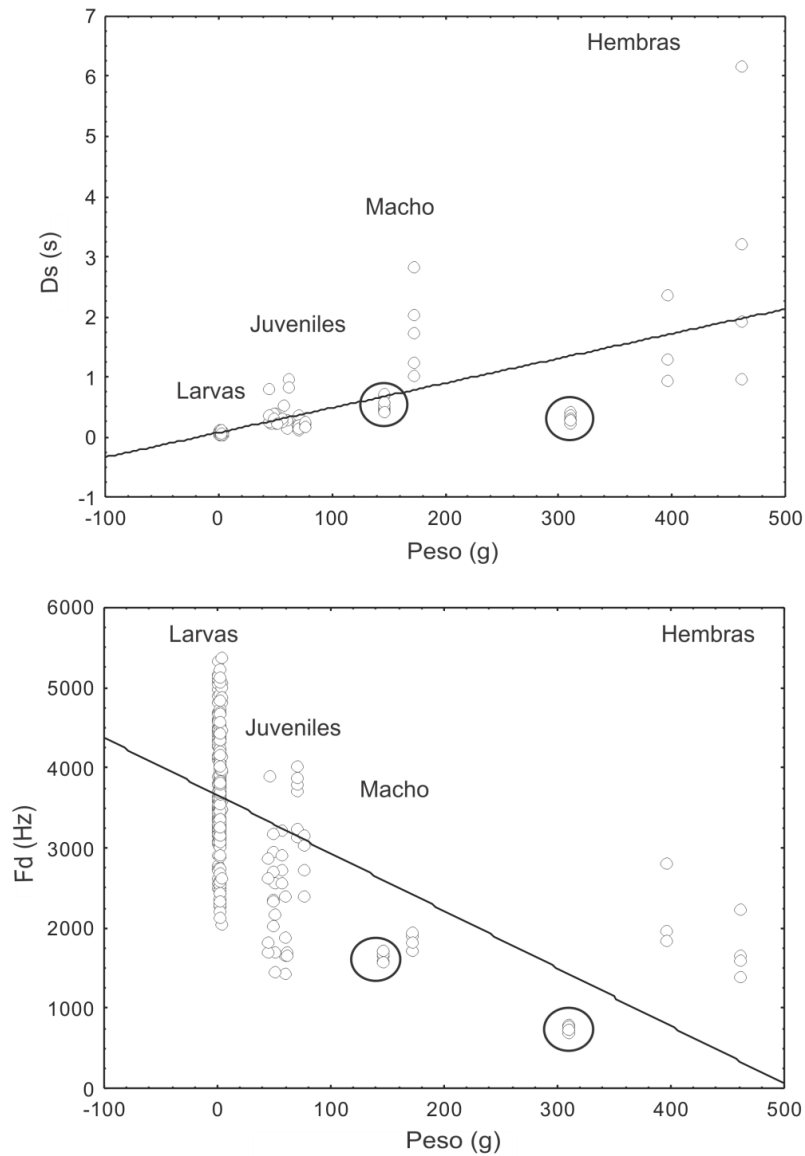 7
Hembras
6
5
Macho
4
Ds (s)
3
Juveniles
2
Larvas
1
0
-1
-100 0 100 200 300 400 500
Peso (g)
6000
Larvas Hembras
5000
Juveniles
4000
Macho
Fd (Hz)
3000
2000
1000
0
-100 0 100 200 300 400 500
Peso (g)